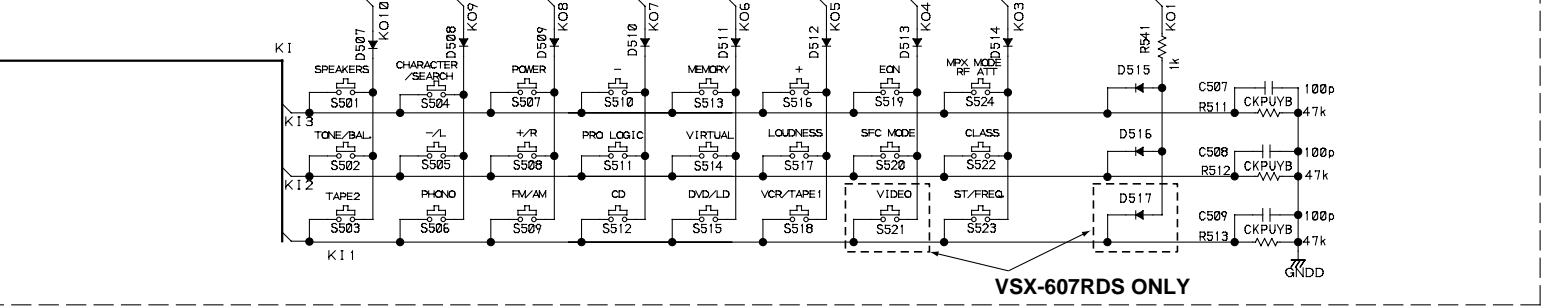 KO10 KO9 KO8 KO7 KO6 KO5 KO4 KO3 KO1
D507 D508 D509 D510 D511 D512 D513 D514 R541 1k
KI
SPEAKERS CHARACTER /SEARCH POWER - MEMORY + EON MPX MODE RF ATT D515 C507 100p
S501 S504 S507 S510 S513 S516 S519 S524 R511 CKPUYB 47k
KI3
TONE/BAL. -/L +/R PRO LOGIC VIRTUAL LOUDNESS SFC MODE CLASS D516 C508 100p
S502 S505 S508 S511 S514 S517 S520 S522 R512 CKPUYB 47k
KI2
TAPE2 PHONO FM/AM CD DVD/LD VCR/TAPE1 VIDEO ST/FREQ. D517 C509 100p
S503 S506 S509 S512 S515 S518 S521 S523 R513 CKPUYB 47k
KI1
GNDD
VSX-607RDS ONLY